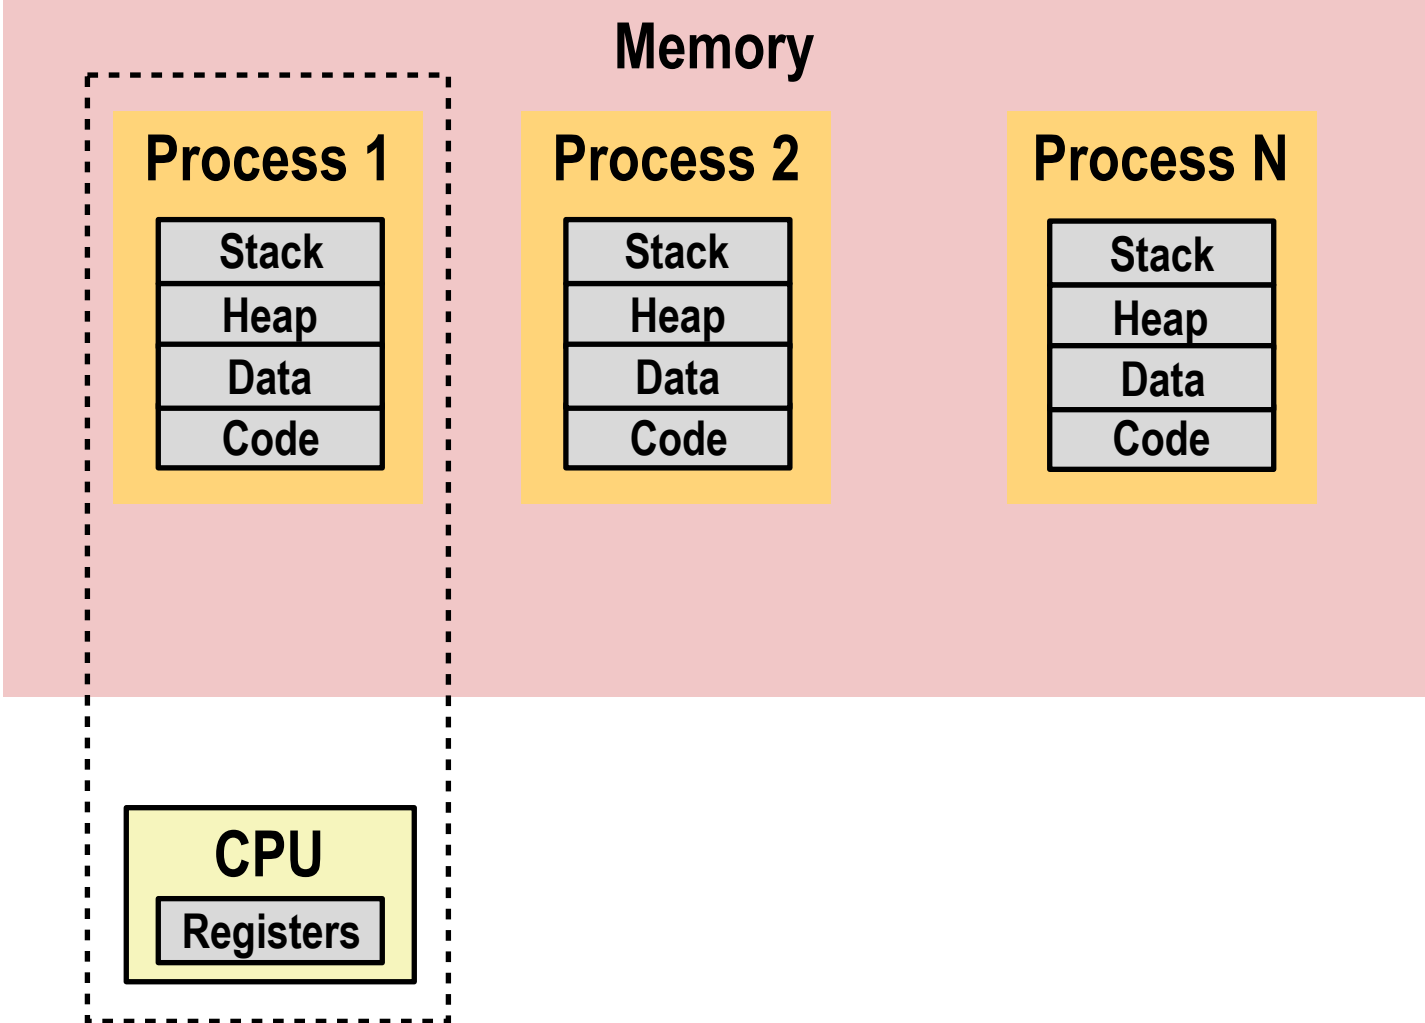 Memory
Process 1
Stack
Heap
Data
Code
Process 2
Stack
Heap
Data
Code
Process N
Stack
Heap
Data
Code
CPU
Registers